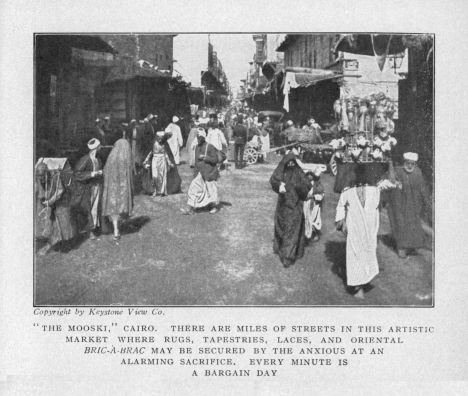 Copyright by Keystone View Co.
"THE MOOSKI," CAIRO. THERE ARE MILES OF STREETS IN THIS ARTISTIC
MARKET WHERE RUGS, TAPESTRIES, LACES, AND ORIENTAL
BRIC-À-BRAC MAY BE SECURED BY THE ANXIOUS AT AN
ALARMING SACRIFICE. EVERY MINUTE IS
A BARGAIN DAY